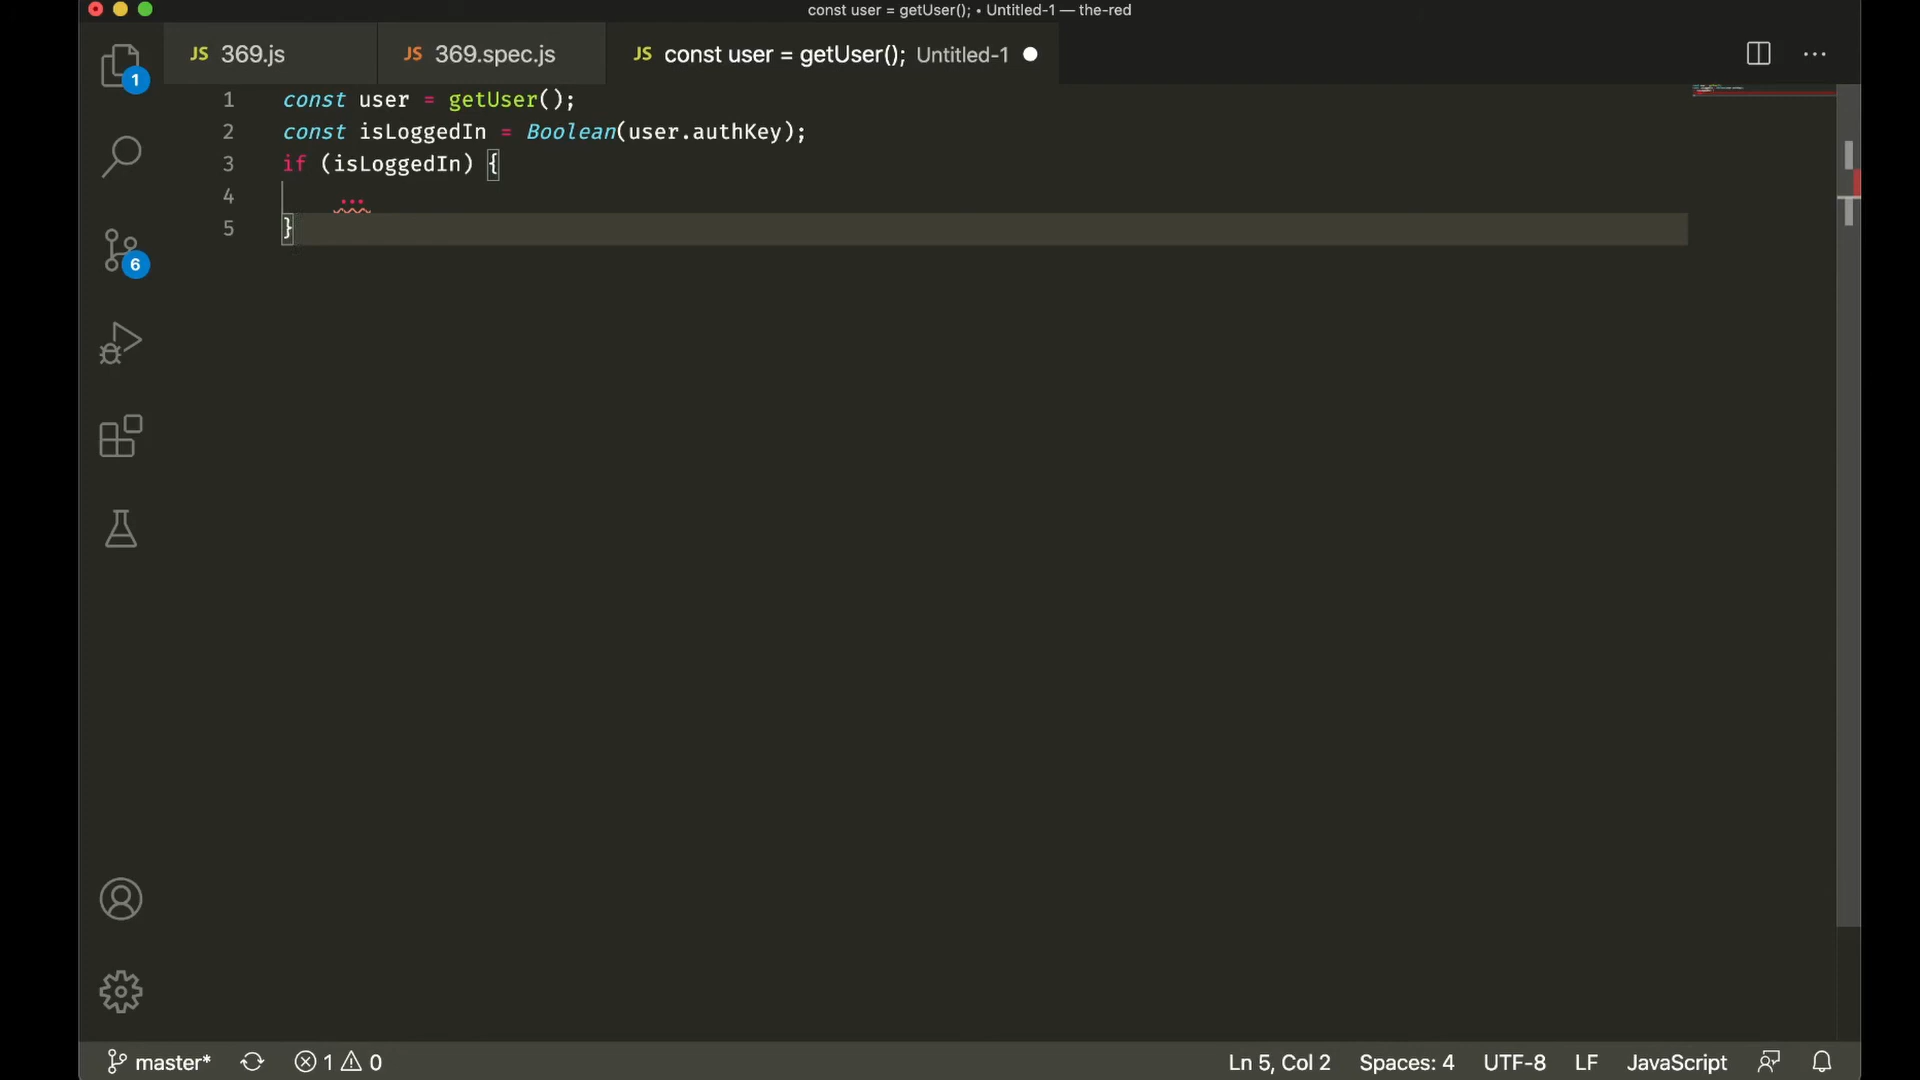 const user = getUser(); • Untitled-1 — the-red
JS 369.js
JS 369.spec.js
JS const user = getUser(); Untitled-1
1 const user = getUser();
2 const isLoggedIn = Boolean(user.authKey);
3 if (isLoggedIn) {
4 ...
5 }
1
6
master* 1 0
Ln 5, Col 2 Spaces: 4 UTF-8 LF JavaScript